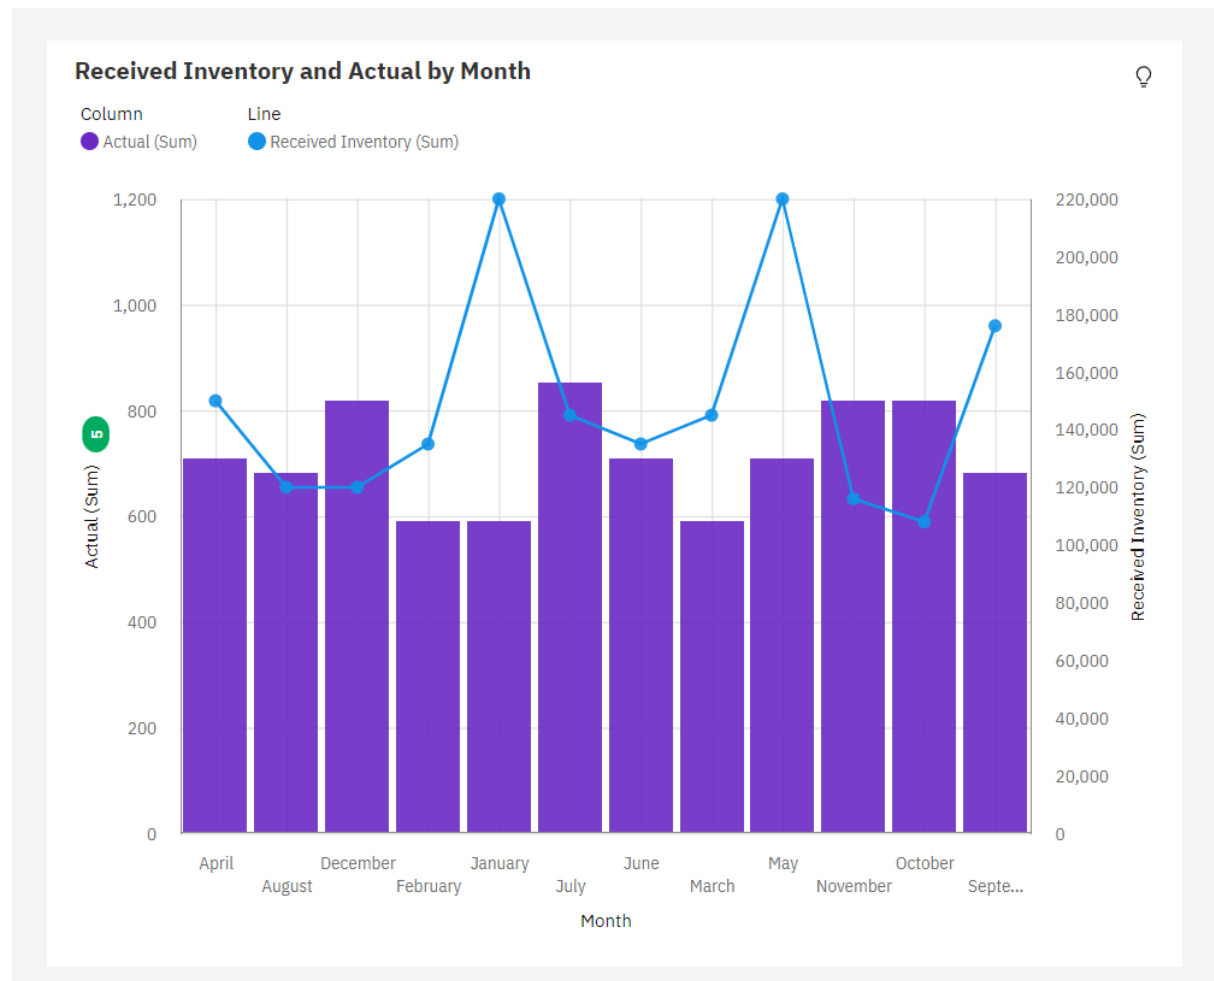 Received Inventory and Actual by Month
Column Line
Actual (Sum) Received Inventory (Sum)
1,200
1,000
800
600
400
200
0
5
Actual (Sum)
220,000
200,000
180,000
160,000
140,000
120,000
100,000
80,000
60,000
40,000
20,000
0
Received Inventory (Sum)
April December January June May October
August February July March November Septe...
Month